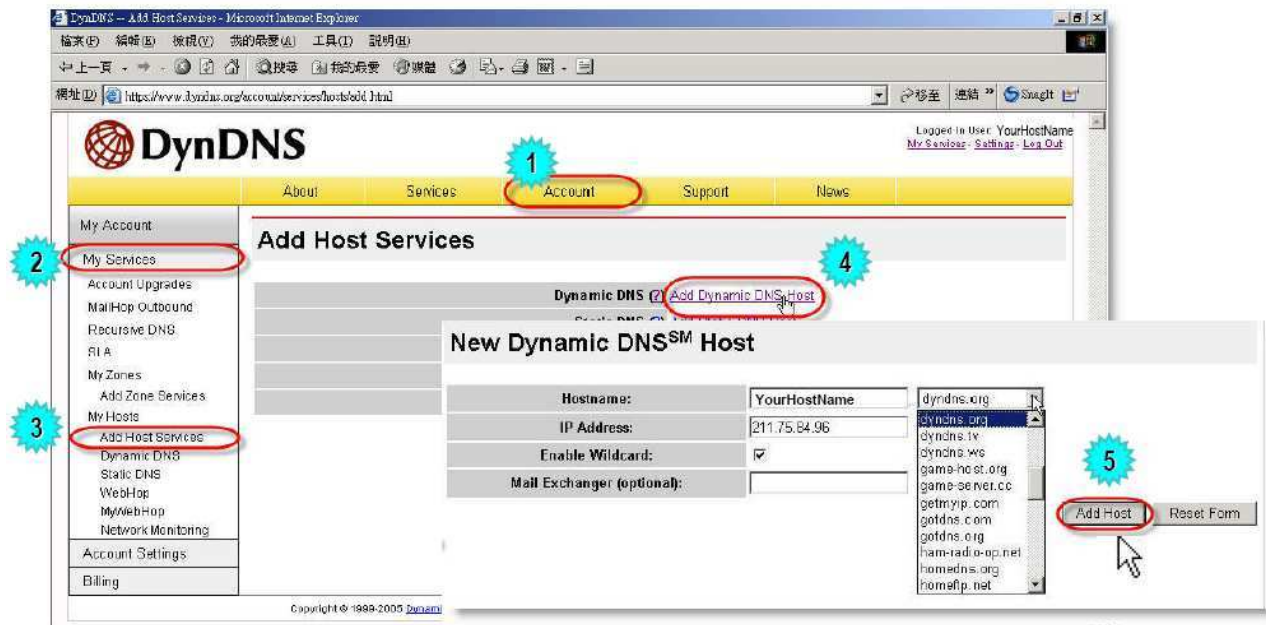 DynDNS -- Add Host Services - Microsoft Internet Explorer
檔案(F) 編輯(E) 檢視(V) 我的最愛(A) 工具(T) 說明(H)
上一頁 搜尋 我的最愛 媒體
網址(D) https://www.dyndns.org/account/services/hosts/add.html 移至 連結 » SnagIt
DynDNS
Logged In User: YourHostName
My Services - Settings - Log Out
1
About Services Account Support News
My Account
2
My Services
Account Upgrades
MailHop Outbound
Recursive DNS
SLA
My Zones
Add Zone Services
My Hosts
3
Add Host Services
Dynamic DNS
Static DNS
WebHop
MyWebHop
Network Monitoring
Account Settings
Billing
Add Host Services
4
Dynamic DNS (?) Add Dynamic DNS Host
New Dynamic DNS℠ Host
Hostname: YourHostName dyndns.org
IP Address: 211.75.84.96
Enable Wildcard:
Mail Exchanger (optional):
dyndns.org
dyndns.tv
dyndns.ws
game-host.org
game-server.cc
getmyip.com
gotdns.com
gotdns.org
ham-radio-op.net
homedns.org
homeftp.net
5
Add Host Reset Form
Copyright © 1999-2005 Dynami